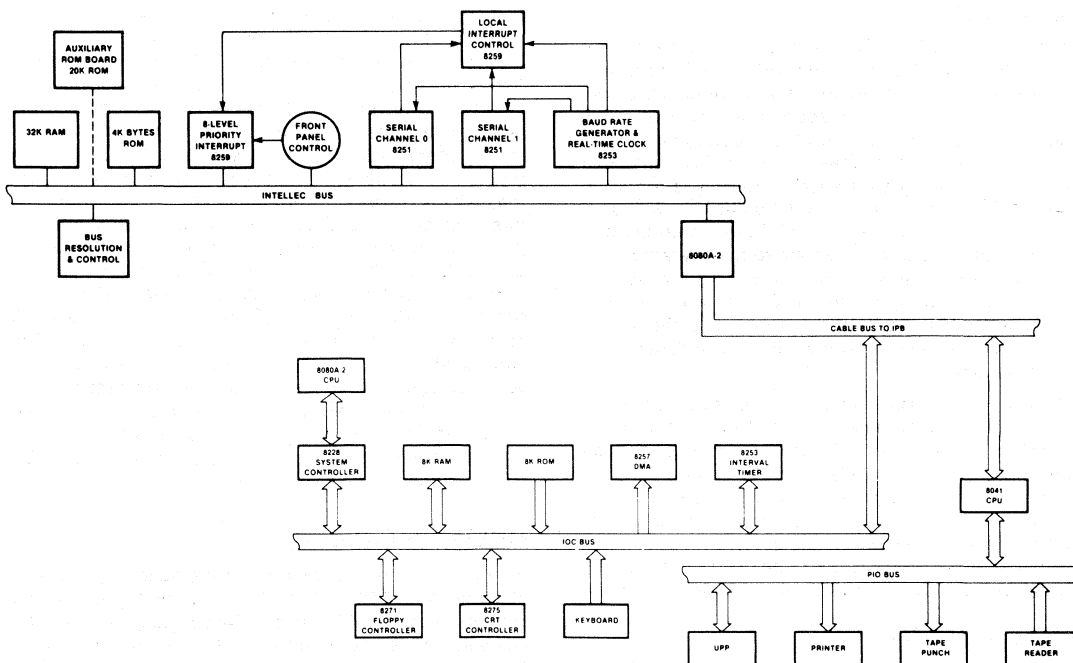 LOCAL
INTERRUPT
CONTROL
8259
AUXILIARY
ROM BOARD
20K ROM
32K RAM
4K BYTES
ROM
8-LEVEL
PRIORITY
INTERRUPT
8259
FRONT
PANEL
CONTROL
SERIAL
CHANNEL 0
8251
SERIAL
CHANNEL 1
8251
BAUD RATE
GENERATOR &
REAL-TIME CLOCK
8253
INTELLEC BUS
BUS
RESOLUTION
& CONTROL
8080A-2
CABLE BUS TO IPB
8080A-2
CPU
8228
SYSTEM
CONTROLLER
8K RAM
8K ROM
8257
DMA
8253
INTERVAL
TIMER
8041
CPU
IOC BUS
PIO BUS
8271
FLOPPY
CONTROLLER
8275
CRT
CONTROLLER
KEYBOARD
UPP
PRINTER
TAPE
PUNCH
TAPE
READER